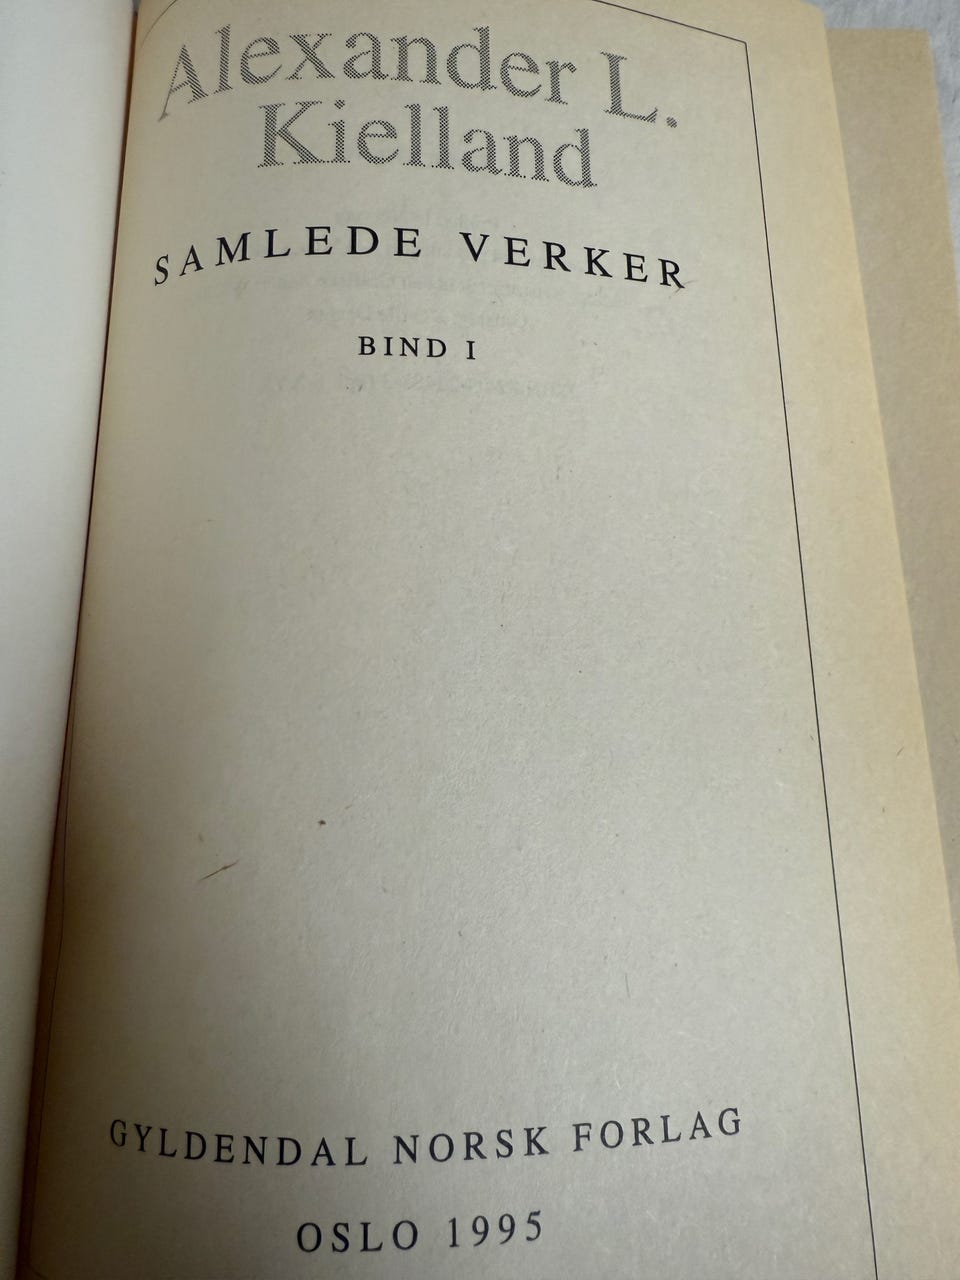 Alexander L.
Kielland
SAMLEDE VERKER
BIND I
GYLDENDAL NORSK FORLAG
OSLO 1995